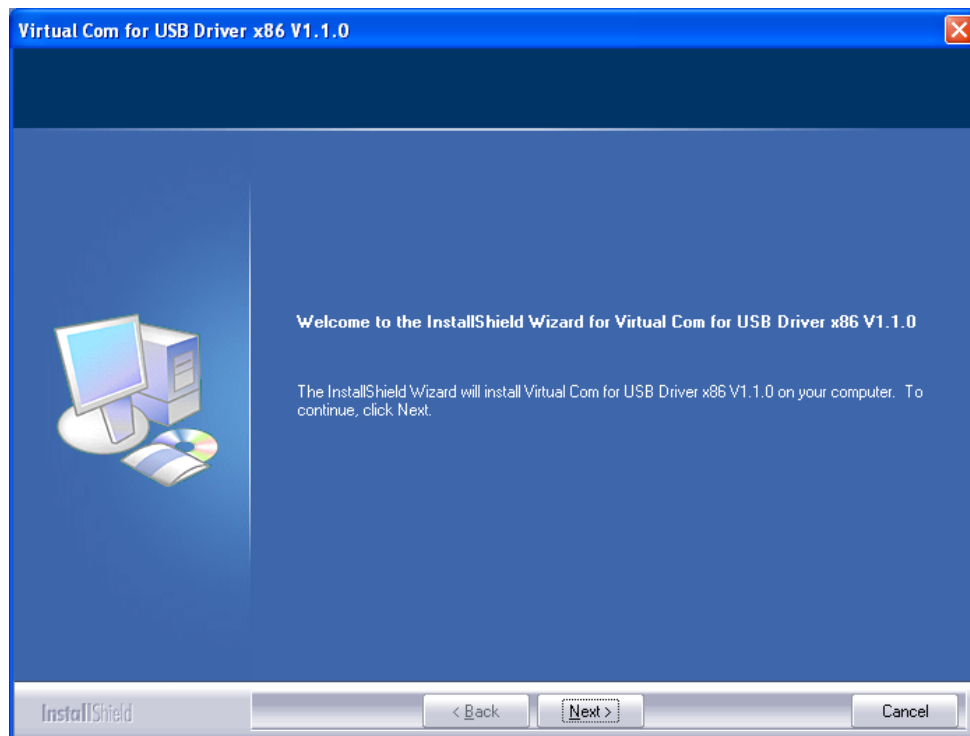 Virtual Com for USB Driver x86 V1.1.0
Welcome to the InstallShield Wizard for Virtual Com for USB Driver x86 V1.1.0
The InstallShield Wizard will install Virtual Com for USB Driver x86 V1.1.0 on your computer. To
continue, click Next.
InstallShield
< Back
Next >
Cancel